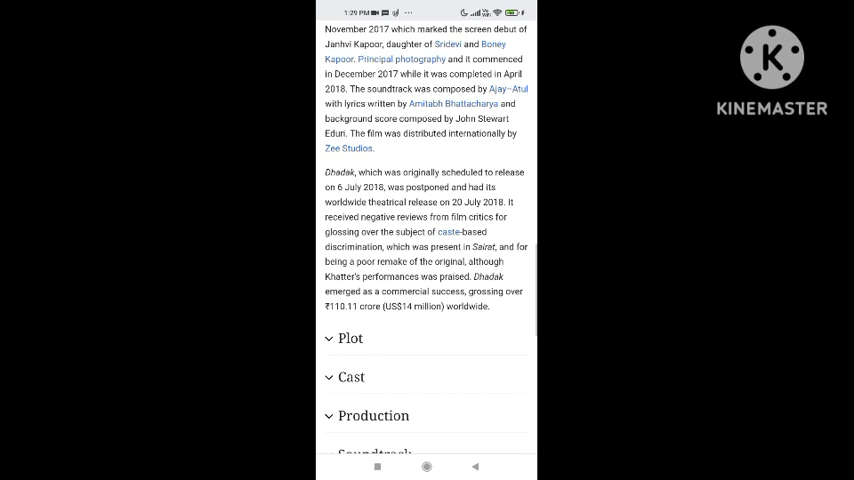 1:29 PM
November 2017 which marked the screen debut of
Janhvi Kapoor, daughter of Sridevi and Boney
Kapoor. Principal photography and it commenced
in December 2017 while it was completed in April
2018. The soundtrack was composed by Ajay–Atul
with lyrics written by Amitabh Bhattacharya and
background score composed by John Stewart
Eduri. The film was distributed internationally by
Zee Studios.
Dhadak, which was originally scheduled to release
on 6 July 2018, was postponed and had its
worldwide theatrical release on 20 July 2018. It
received negative reviews from film critics for
glossing over the subject of caste-based
discrimination, which was present in Sairat, and for
being a poor remake of the original, although
Khatter's performances was praised. Dhadak
emerged as a commercial success, grossing over
₹110.11 crore (US$14 million) worldwide.
Plot
Cast
Production
Soundtrack
K
KINEMASTER